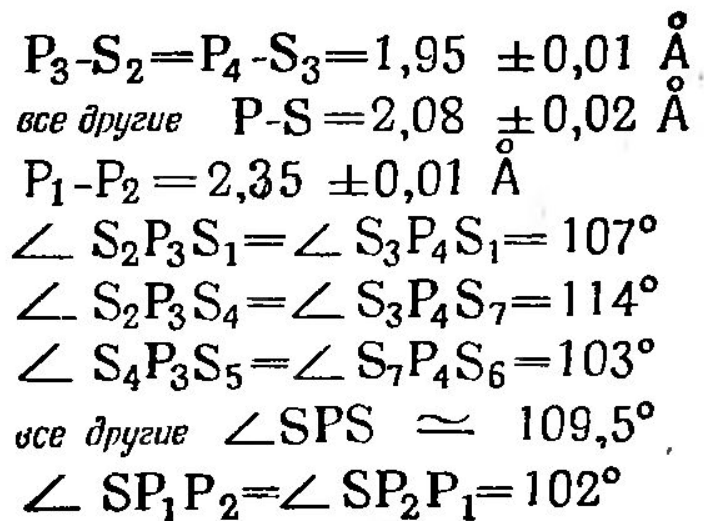 P₃-S₂=P₄-S₃=1,95 ±0,01 Å
все другие P-S=2,08 ±0,02 Å
P₁-P₂=2,35 ±0,01 Å
∠ S₂P₃S₁=∠ S₃P₄S₁=107°
∠ S₂P₃S₄=∠ S₃P₄S₇=114°
∠ S₄P₃S₅=∠ S₇P₄S₆=103°
все другие ∠SPS ≃ 109,5°,
∠ SP₁P₂=∠ SP₂P₁=102°